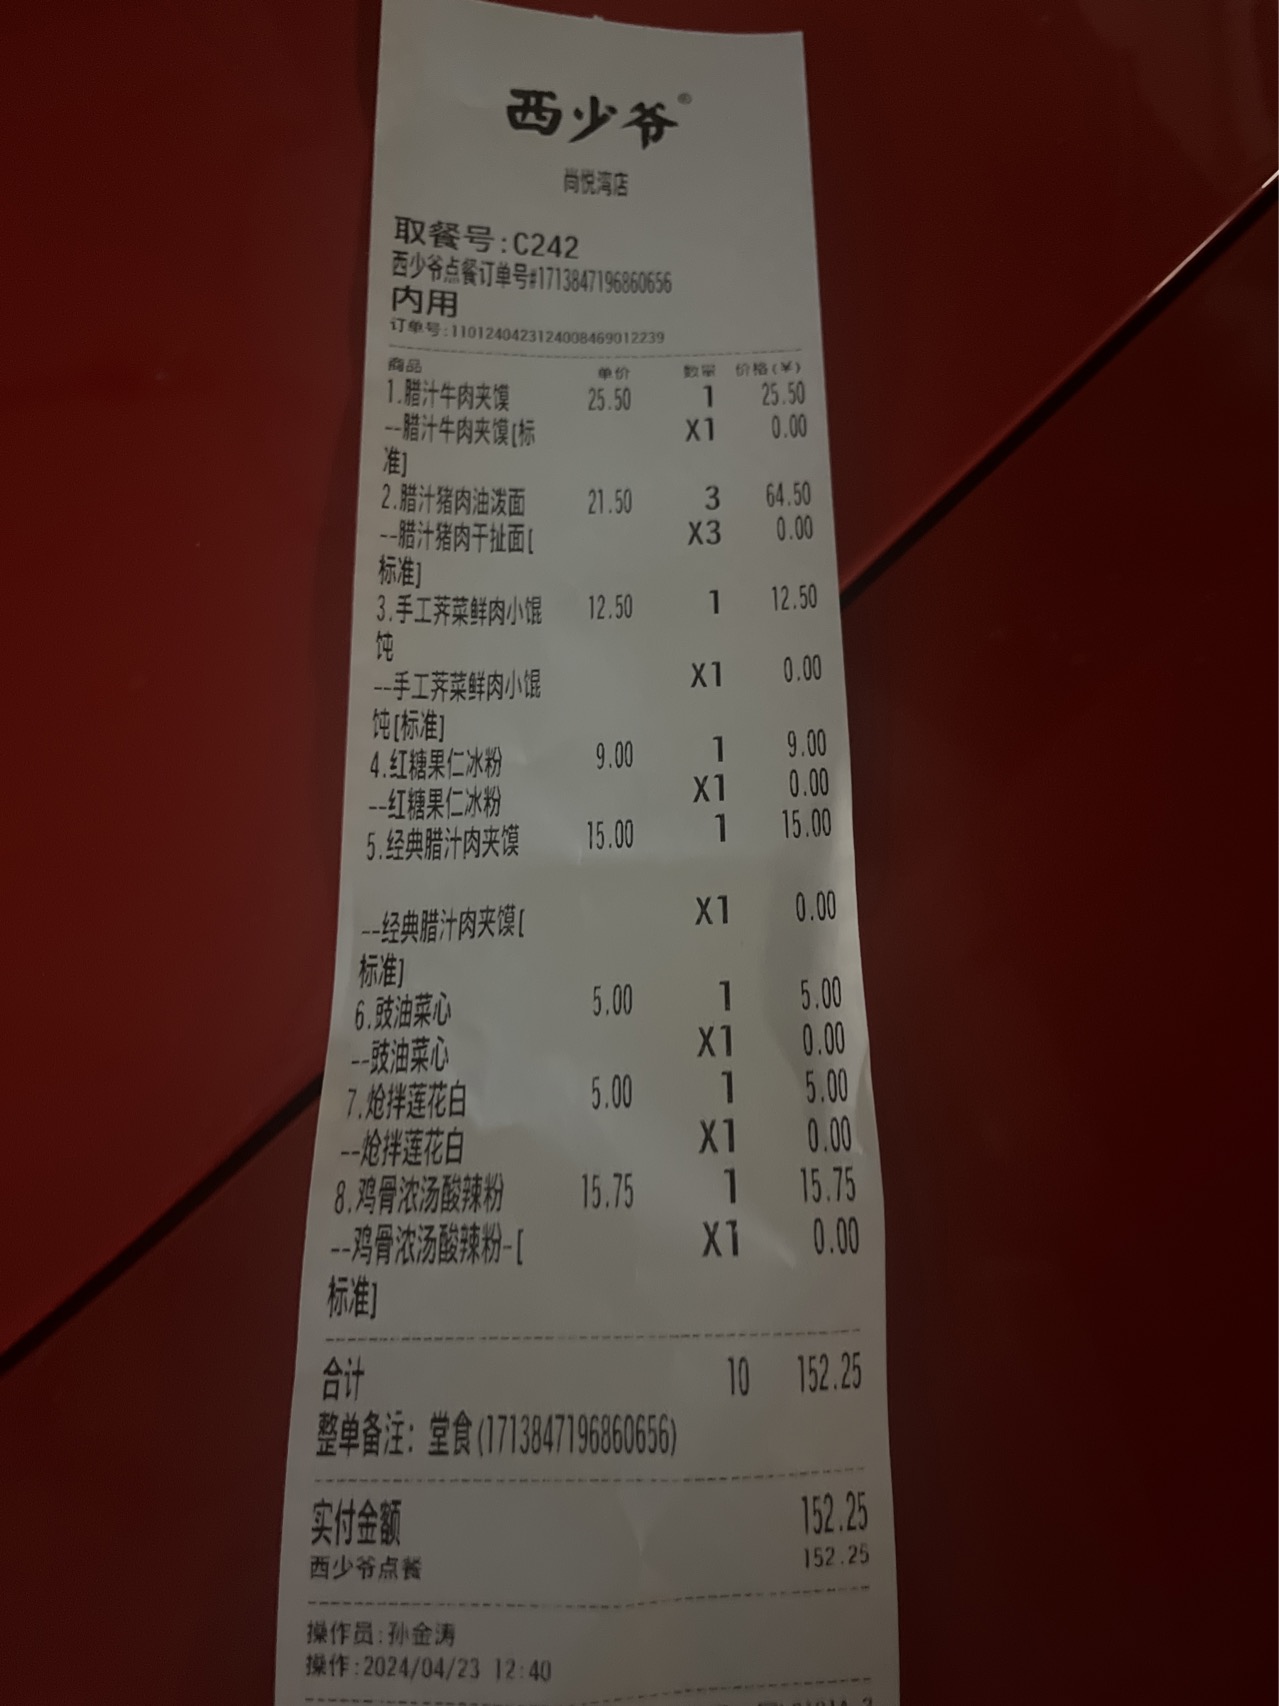 西少爷®
尚悦湾店
取餐号:C242
西少爷点餐订单号#1713847196860656
内用
订单号:1101240423124008469012239
商品 单价 数量 价格(¥)
1.腊汁牛肉夹馍 25.50 1 25.50
--腊汁牛肉夹馍[标 X1 0.00
准]
2.腊汁猪肉油泼面 21.50 3 64.50
--腊汁猪肉干扯面[ X3 0.00
标准]
3.手工荠菜鲜肉小馄 12.50 1 12.50
饨
--手工荠菜鲜肉小馄 X1 0.00
饨[标准]
4.红糖果仁冰粉 9.00 1 9.00
--红糖果仁冰粉 X1 0.00
5.经典腊汁肉夹馍 15.00 1 15.00
--经典腊汁肉夹馍[ X1 0.00
标准]
6.豉油菜心 5.00 1 5.00
--豉油菜心 X1 0.00
7.炝拌莲花白 5.00 1 5.00
--炝拌莲花白 X1 0.00
8.鸡骨浓汤酸辣粉 15.75 1 15.75
--鸡骨浓汤酸辣粉-[ X1 0.00
标准]
合计 10 152.25
整单备注: 堂食(1713847196860656)
实付金额 152.25
西少爷点餐 152.25
操作员:孙金涛
操作:2024/04/23 12:40